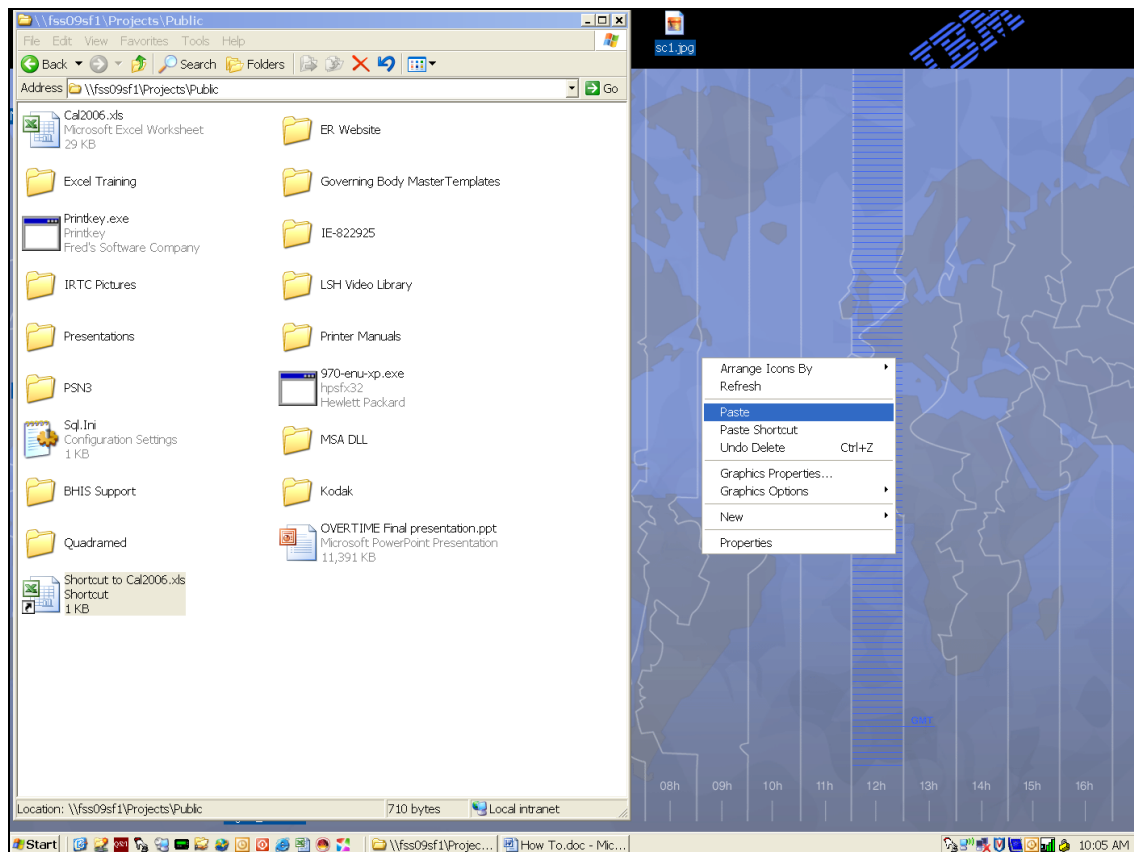 \\fss09sf1\Projects\Public
File Edit View Favorites Tools Help
Back Search Folders
Address \\fss09sf1\Projects\Public Go
Cal2006.xls
Microsoft Excel Worksheet
29 KB
ER Website
Excel Training
Governing Body MasterTemplates
Printkey.exe
Printkey
Fred's Software Company
IE-822925
IRTC Pictures
LSH Video Library
Presentations
Printer Manuals
PSN3
970-enu-xp.exe
hpsfx32
Hewlett Packard
Sql.Ini
Configuration Settings
1 KB
MSA DLL
BHIS Support
Kodak
Quadramed
OVERTIME Final presentation.ppt
Microsoft PowerPoint Presentation
11,391 KB
Shortcut to Cal2006.xls
Shortcut
1 KB
Location: \\fss09sf1\Projects\Public 710 bytes Local intranet
sc1.jpg
IBM
Arrange Icons By
Refresh
Paste
Paste Shortcut
Undo Delete Ctrl+Z
Graphics Properties...
Graphics Options
New
Properties
GMT
08h 09h 10h 11h 12h 13h 14h 15h 16h
Start \\fss09sf1\Projec... How To.doc - Mic... 10:05 AM